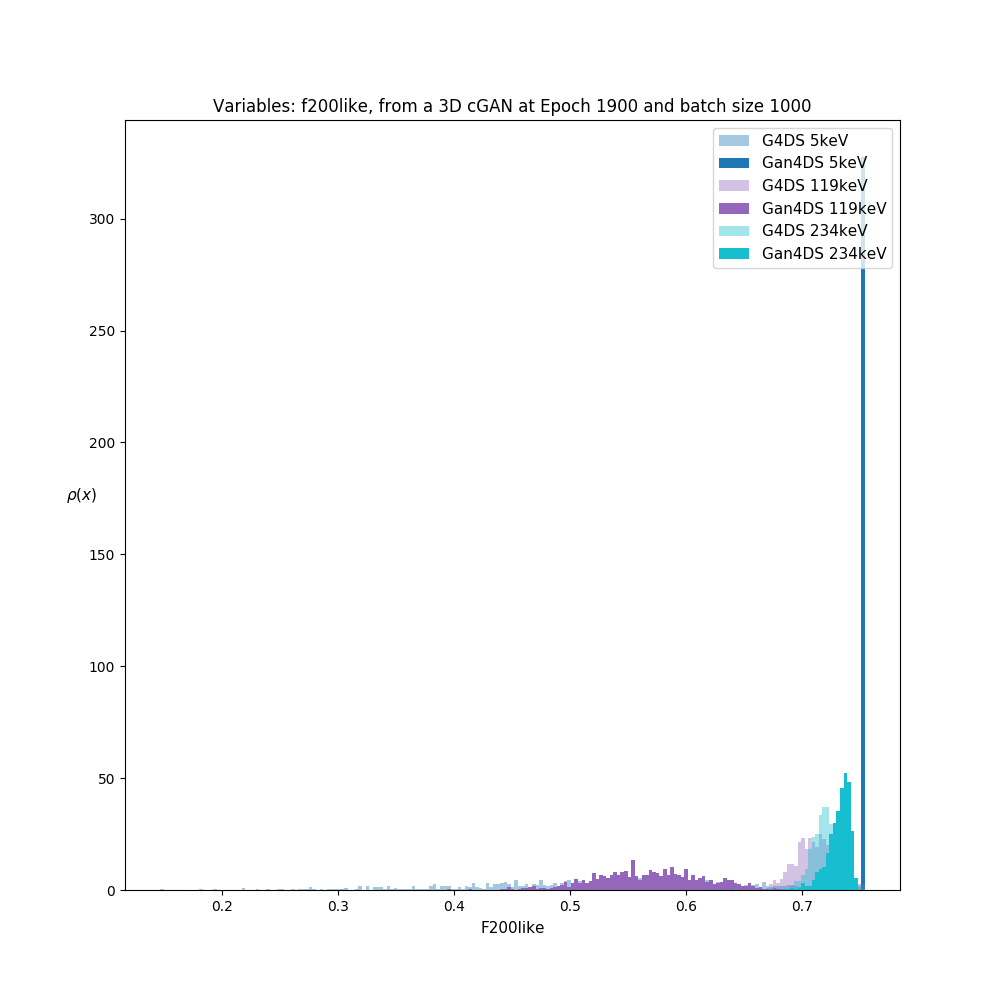 Variables: f200like, from a 3D cGAN at Epoch 1900 and batch size 1000
G4DS 5keV
Gan4DS 5keV
G4DS 119keV
Gan4DS 119keV
G4DS 234keV
Gan4DS 234keV
300
250
200
ρ(x)
150
100
50
0
0.2 0.3 0.4 0.5 0.6 0.7
F200like